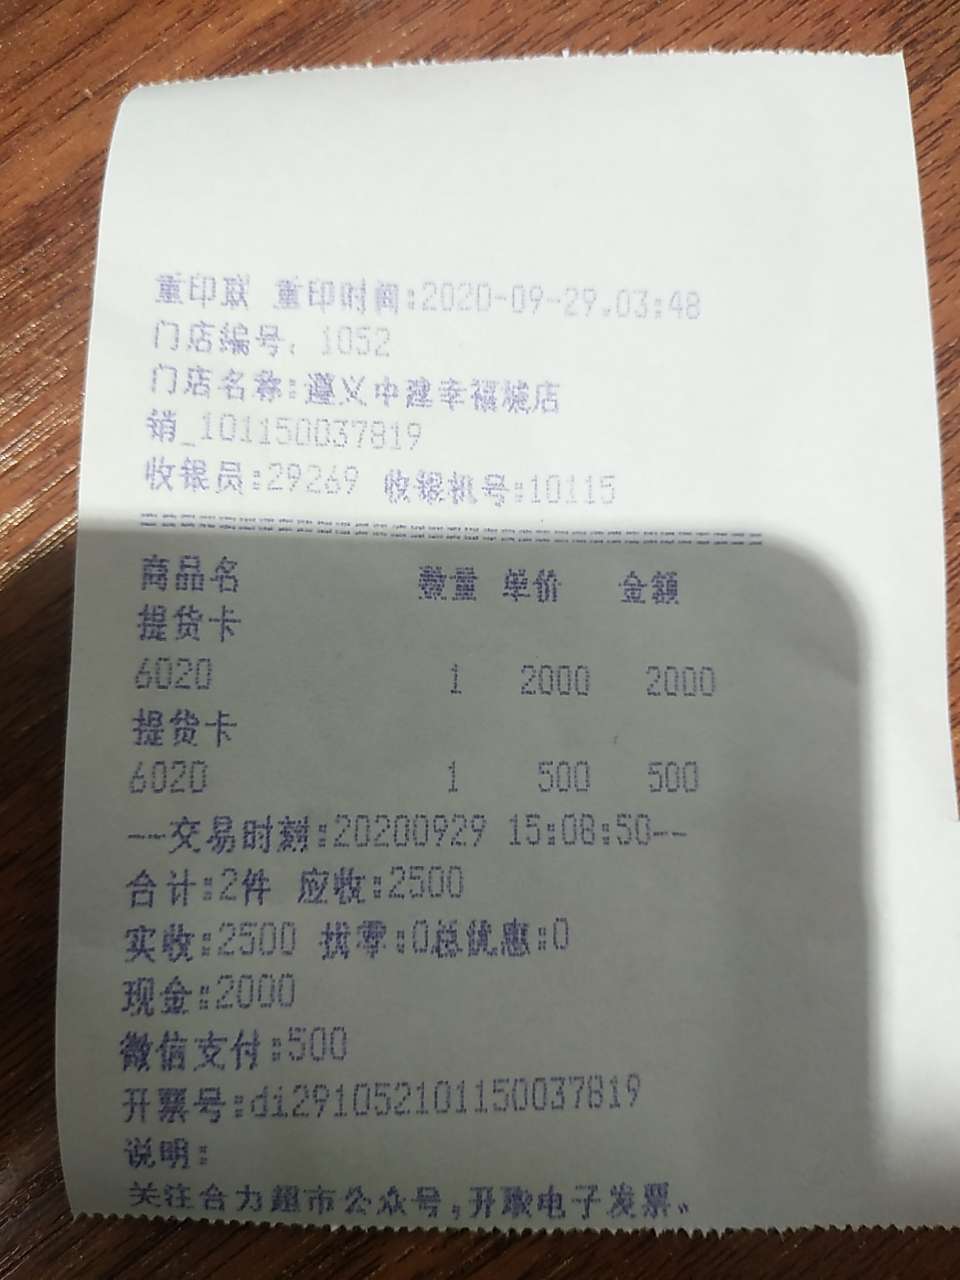 重印联 重印时间:2020-09-29.03:48
门店编号: 1052
门店名称:遵义中建幸福城店
销_101150037819
收银员:29269 收银机号:10115
商品名 数量 单价 金额
提货卡
6020 1 2000 2000
提货卡
6020 1 500 500
--交易时刻:20200929 15:08:50--
合计:2件 应收:2500
实收:2500 找零:0总优惠:0
现金:2000
微信支付:500
开票号:di291052101150037819
说明:
关注合力超市公众号,开取电子发票。